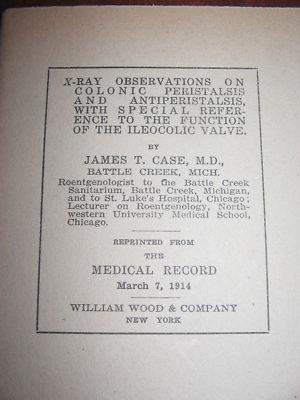 X-RAY OBSERVATIONS ON
COLONIC PERISTALSIS
AND ANTIPERISTALSIS,
WITH SPECIAL REFER-
ENCE TO THE FUNCTION
OF THE ILEOCOLIC VALVE.
BY
JAMES T. CASE, M.D.,
BATTLE CREEK, MICH.
Roentgenologist to the Battle Creek
Sanitarium, Battle Creek, Michigan,
and to St. Luke's Hospital, Chicago;
Lecturer on Roentgenology, North-
western University Medical School,
Chicago.
REPRINTED FROM
THE
MEDICAL RECORD
March 7, 1914
WILLIAM WOOD & COMPANY
NEW YORK